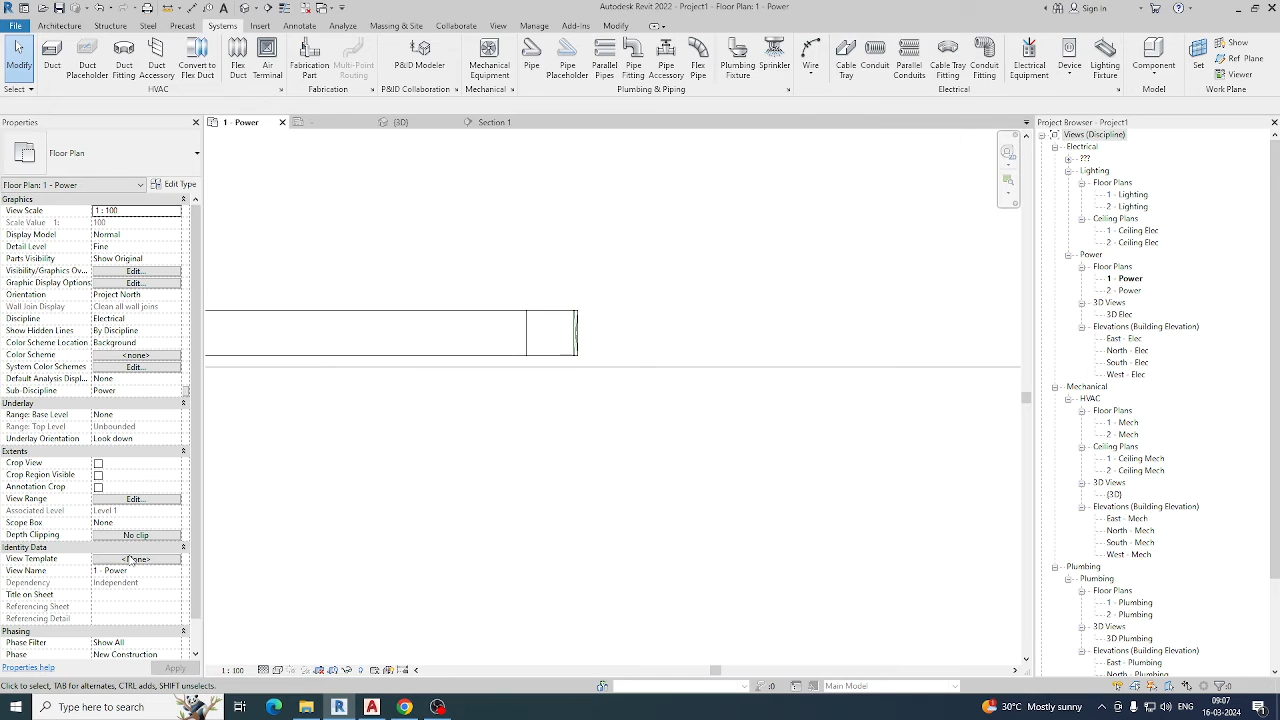 Autodesk Revit 2022 - Project1 - Floor Plan: 1 - Power
Sign In
File Architecture Structure Steel Precast Systems Insert Annotate Analyze Massing & Site Collaborate View Manage Add-ins Modify
Modify
Duct
Duct Placeholder
Duct Fitting
Duct Accessory
Convert to Flex Duct
Flex Duct
Air Terminal
Fabrication Part
Multi-Point Routing
P&ID Modeler
Mechanical Equipment
Pipe
Pipe Placeholder
Parallel Pipes
Pipe Fitting
Pipe Accessory
Flex Pipe
Plumbing Fixture
Sprinkler
Wire
Cable Tray
Conduit
Parallel Conduits
Cable Tray Fitting
Conduit Fitting
Electrical Equipment
Device
Lighting Fixture
Component
Set
Show
Ref Plane
Viewer
Select HVAC Fabrication P&ID Collaboration Mechanical Plumbing & Piping Electrical Model Work Plane
Properties
1 - Power
{3D}
Section 1
Project Browser - Project1
Floor Plan
Floor Plan: 1 - Power Edit Type
Graphics
View Scale 1 : 100
Scale Value 1: 100
Display Model Normal
Detail Level Fine
Parts Visibility Show Original
Visibility/Graphics Ov... Edit...
Graphic Display Options Edit...
Orientation Project North
Wall Join Display Clean all wall joins
Discipline Electrical
Show Hidden Lines By Discipline
Color Scheme Location Background
Color Scheme <none>
System Color Schemes Edit...
Default Analysis Displ... None
Sub-Discipline Power
Underlay
Range: Base Level None
Range: Top Level Unbounded
Underlay Orientation Look down
Extents
Crop View
Crop Region Visible
Annotation Crop
View Range Edit...
Associated Level Level 1
Scope Box None
Depth Clipping No clip
Identity Data
View Template <None>
View Name 1 - Power
Dependency Independent
Title on Sheet
Referencing Sheet
Referencing Detail
Phasing
Phase Filter Show All
Phase New Construction
Properties help Apply
Views (Discipline)
Electrical
???
Lighting
Floor Plans
1 - Lighting
2 - Lighting
Ceiling Plans
1 - Ceiling Elec
2 - Ceiling Elec
Power
Floor Plans
1 - Power
2 - Power
3D Views
3D Elec
Elevations (Building Elevation)
East - Elec
North - Elec
South - Elec
West - Elec
Mechanical
HVAC
Floor Plans
1 - Mech
2 - Mech
Ceiling Plans
1 - Ceiling Mech
2 - Ceiling Mech
3D Views
{3D}
Elevations (Building Elevation)
East - Mech
North - Mech
South - Mech
West - Mech
Plumbing
Plumbing
Floor Plans
1 - Plumbing
2 - Plumbing
3D Views
3D Plumbing
Elevations (Building Elevation)
East - Plumbing
North - Plumbing
1 : 100
Click to select, TAB for alternates, CTRL adds, SHIFT unselects.
:0
Main Model
:0
Type here to search
30°C Mostly sunny
ENG
09:07
16-03-2024